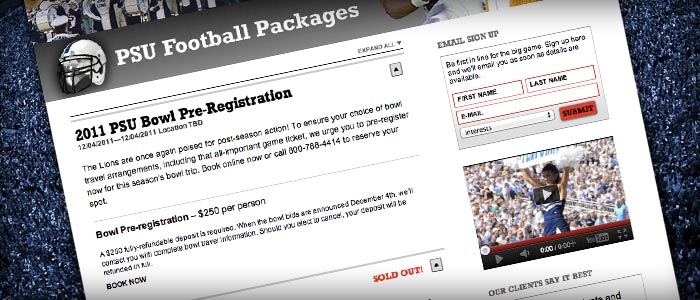 PSU Football Packages
EXPAND ALL
2011 PSU Bowl Pre-Registration
12/04/2011—12/04/2011 Location TBD
The Lions are once again poised for post-season action! To ensure your choice of bowl
travel arrangements, including that all-important game ticket, we urge you to pre-register
now for this season's bowl trip. Book online now or call 800-788-4414 to reserve your
spot.
Bowl Pre-registration – $250 per person
A $250 fully-refundable deposit is required. When the bowl bids are announced December 4th, we'll
contact you with complete bowl travel information. Should you elect to cancel, your deposit will be
refunded in full.
BOOK NOW
SOLD OUT!
EMAIL SIGN UP
Be first in line for the big game. Sign up here
and we'll email you as soon as details are
available.
FIRST NAME
LAST NAME
E-MAIL
Interests
SUBMIT
0:00 / 0:00
YouTube
OUR CLIENTS SAY IT BEST